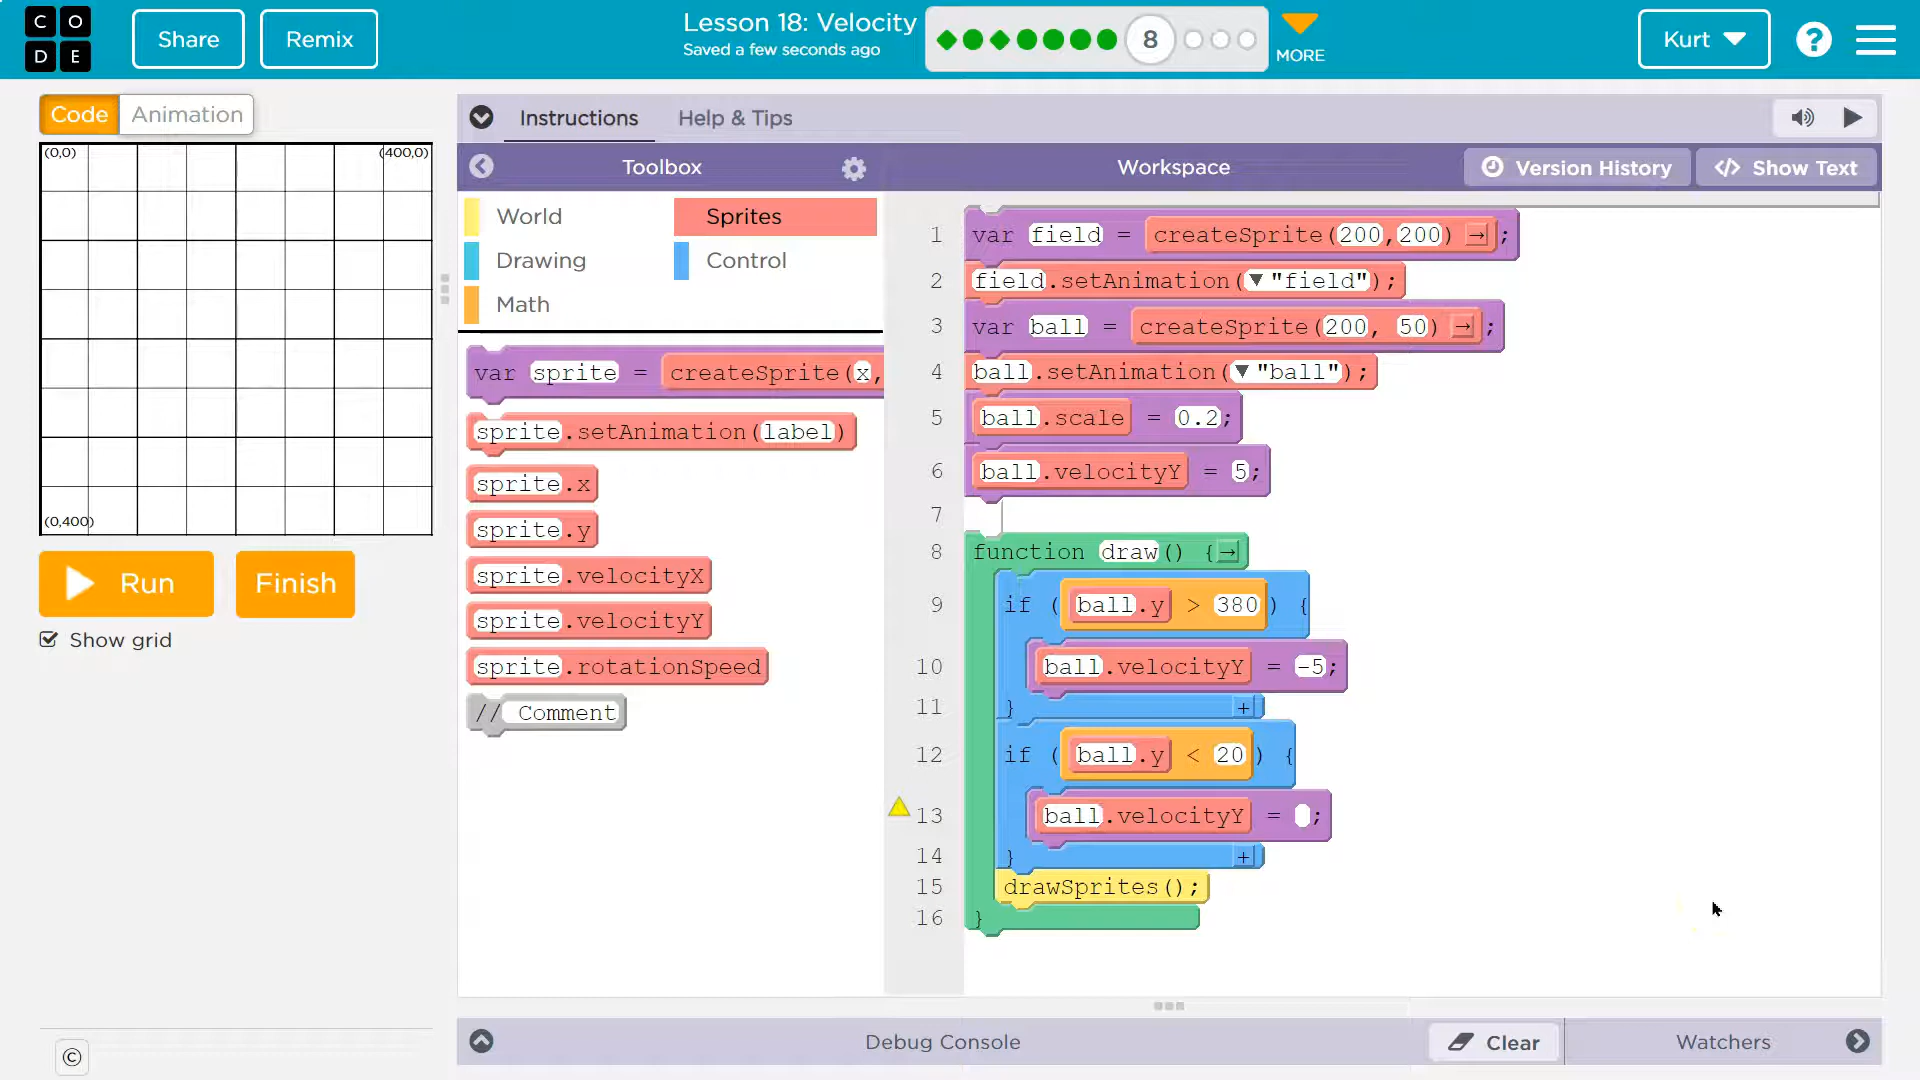 C O
D E
Share
Remix
Lesson 18: Velocity
Saved a few seconds ago
8
MORE
Kurt
?
Code
Animation
(0,0)
(400,0)
(0,400)
Run
Finish
Show grid
©
Instructions
Help & Tips
Toolbox
Workspace
Version History
</> Show Text
World
Sprites
Drawing
Control
Math
var sprite = createSprite(x,
sprite.setAnimation(label)
sprite.x
sprite.y
sprite.velocityX
sprite.velocityY
sprite.rotationSpeed
// Comment
1 var field = createSprite(200,200) → ;
2 field.setAnimation(▼ "field");
3 var ball = createSprite(200, 50) → ;
4 ball.setAnimation(▼ "ball");
5 ball.scale = 0.2;
6 ball.velocityY = 5;
7
8 function draw() { →
9 if ( ball.y > 380 ) {
10 ball.velocityY = -5;
11 } +
12 if ( ball.y < 20 ) {
13 ball.velocityY = ;
14 } +
15 drawSprites();
16 }
Debug Console
Clear
Watchers